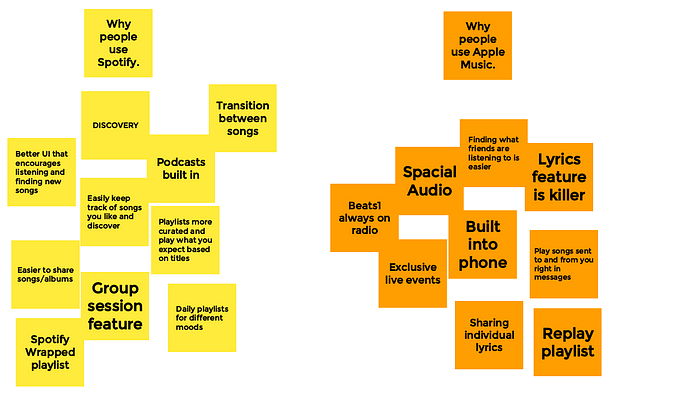 Why
people
use
Spotify.
DISCOVERY
Transition
between
songs
Better UI that
encourages
listening and
finding new
songs
Podcasts
built in
Easily keep
track of songs
you like and
discover
Playlists more
curated and
play what you
expect based
on titles
Easier to share
songs/albums
Group
session
feature
Daily playlists
for different
moods
Spotify
Wrapped
playlist
Why
people
use Apple
Music.
Finding what
friends are
listening to is
easier
Spacial
Audio
Lyrics
feature
is killer
Beats1
always on
radio
Built
into
phone
Exclusive
live events
Play songs sent
to and from you
right in
messages
Sharing
individual
lyrics
Replay
playlist